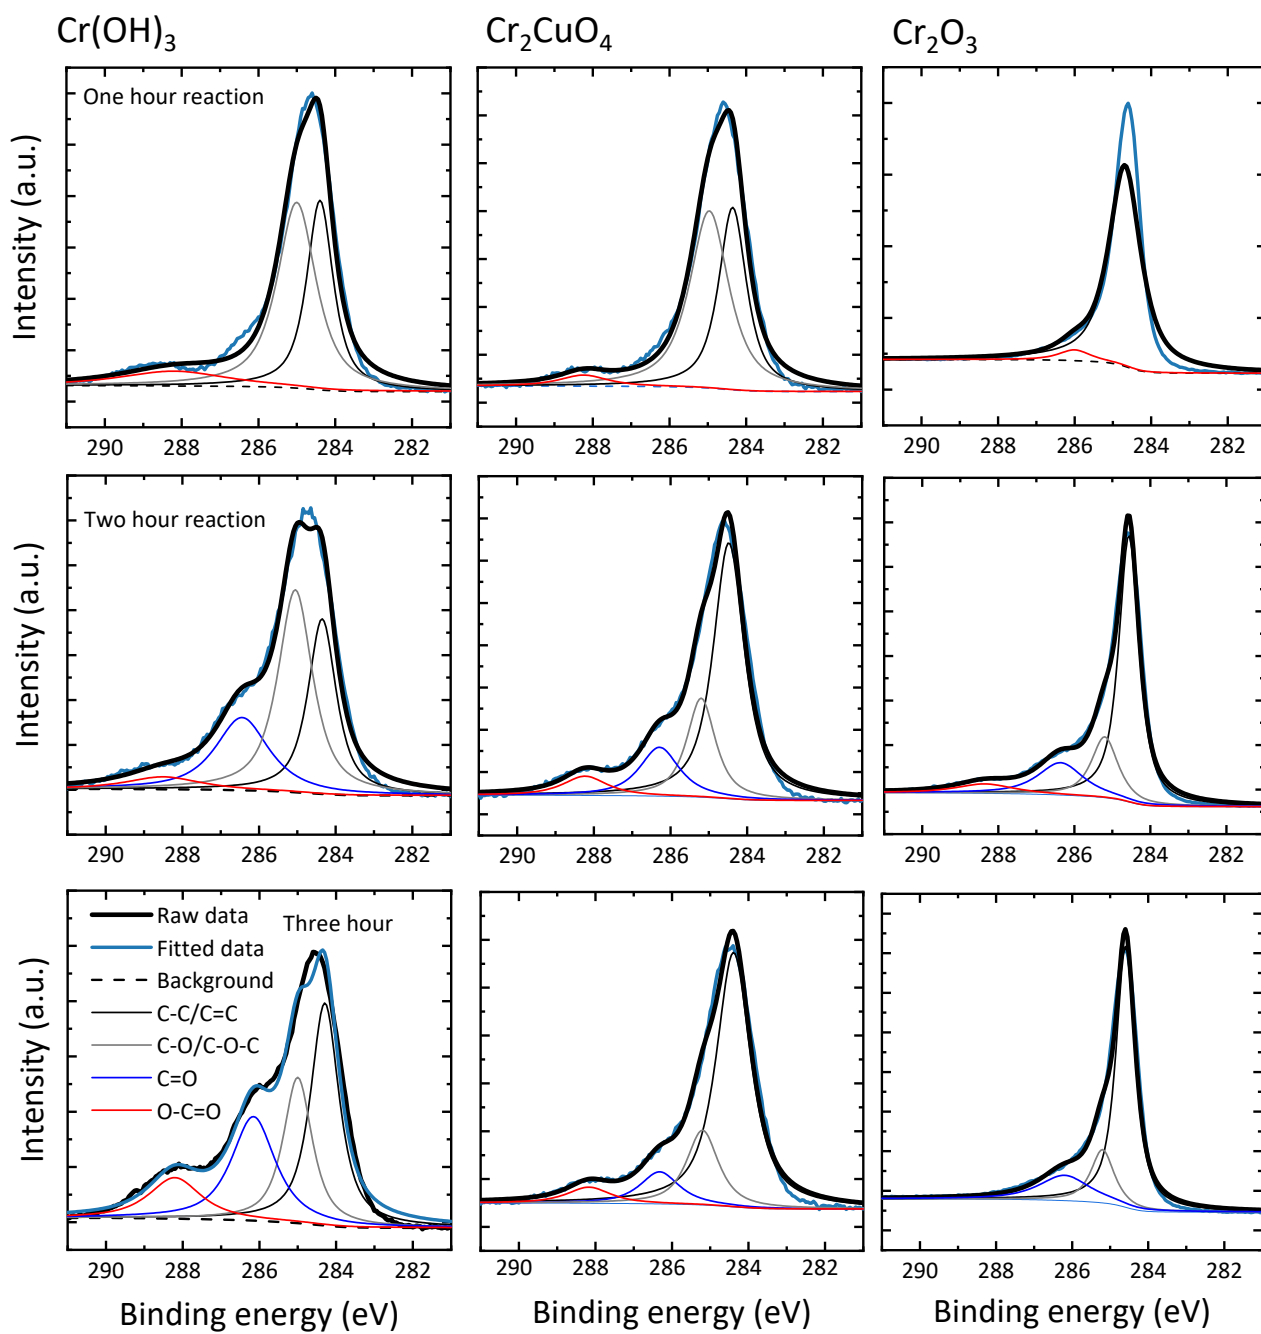 Cr(OH)₃ Cr₂CuO₄ Cr₂O₃
One hour reaction
Intensity (a.u.)
290 288 286 284 282
290 288 286 284 282
290 288 286 284 282
Two hour reaction
Intensity (a.u.)
290 288 286 284 282
290 288 286 284 282
290 288 286 284 282
Raw data
Three hour
Fitted data
Background
C-C/C=C
C-O/C-O-C
C=O
O-C=O
Intensity (a.u.)
290 288 286 284 282
290 288 286 284 282
290 288 286 284 282
Binding energy (eV) Binding energy (eV) Binding energy (eV)